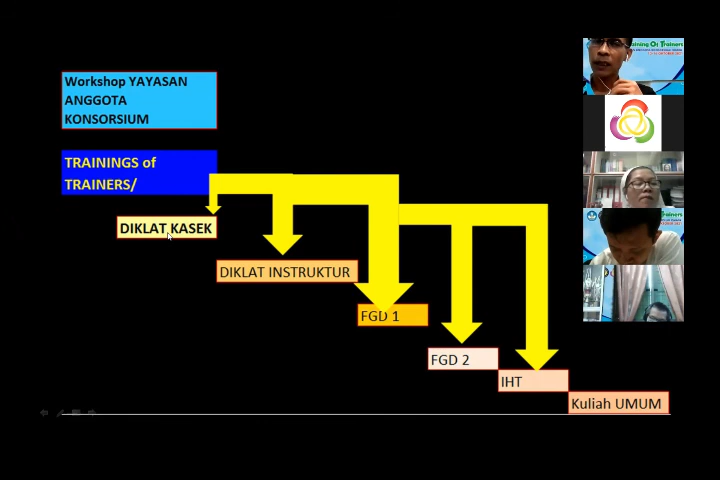 Workshop YAYASAN
ANGGOTA
KONSORSIUM
TRAININGS of
TRAINERS/
DIKLAT KASEK
DIKLAT INSTRUKTUR
FGD 1
FGD 2
IHT
Kuliah UMUM
Training Of Trainers
Trainers